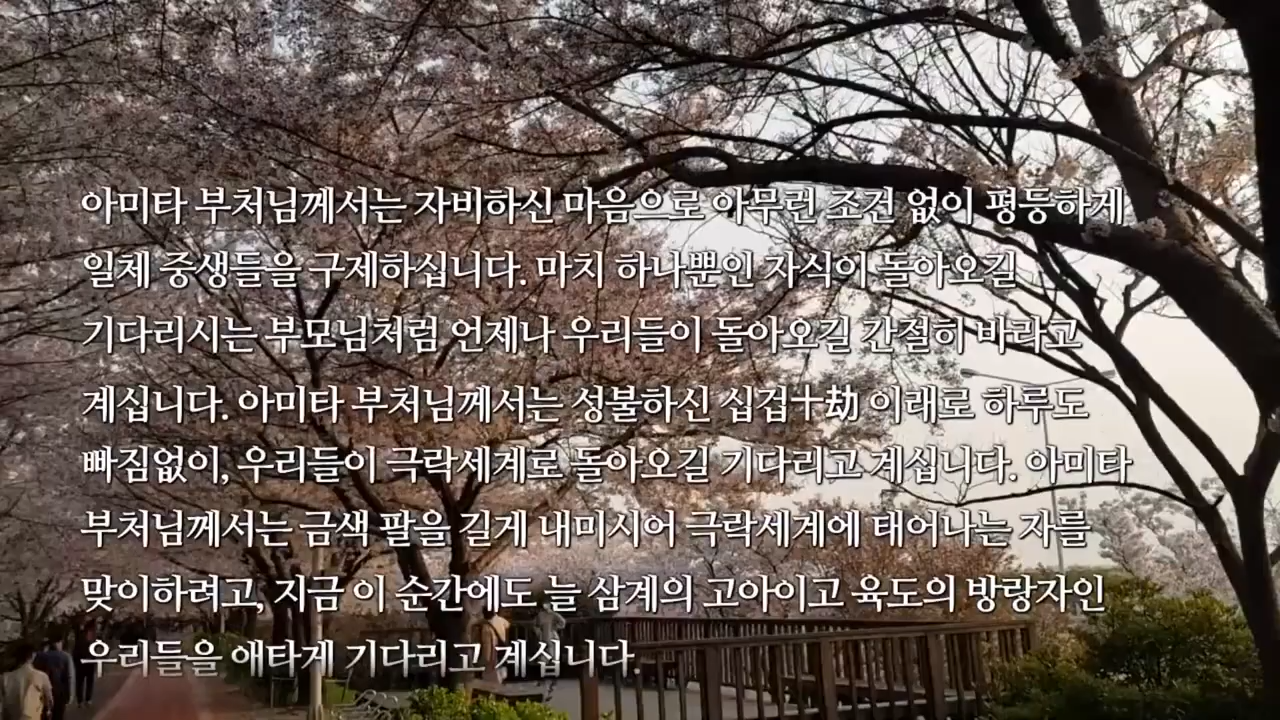 아미타 부처님께서는 자비하신 마음으로 아무런 조건 없이 평등하게
일체 중생들을 구제하십니다. 마치 하나뿐인 자식이 돌아오길
기다리시는 부모님처럼 언제나 우리들이 돌아오길 간절히 바라고
계십니다. 아미타 부처님께서는 성불하신 십겁十劫 이래로 하루도
빠짐없이, 우리들이 극락세계로 돌아오길 기다리고 계십니다. 아미타
부처님께서는 금색 팔을 길게 내미시어 극락세계에 태어나는 자를
맞이하려고, 지금 이 순간에도 늘 삼계의 고아이고 육도의 방랑자인
우리들을 애타게 기다리고 계십니다.